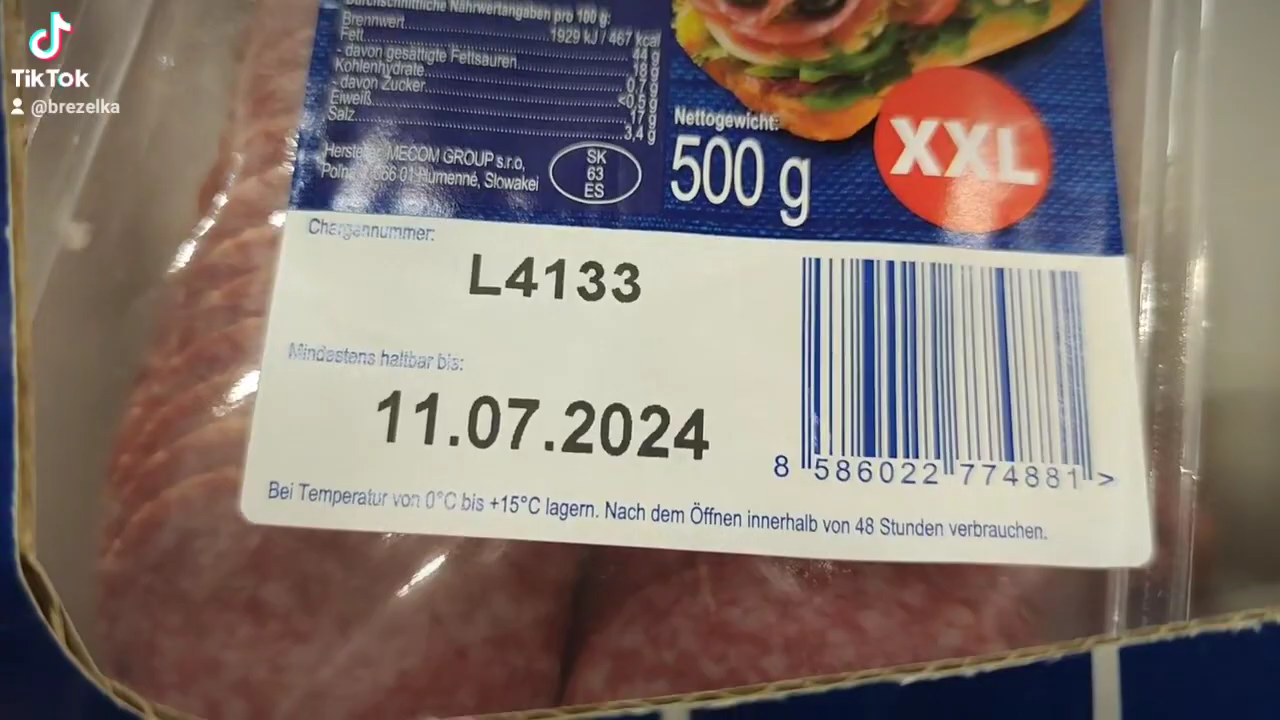 TikTok
@brezelka
Durchschnittliche Nährwertangaben pro 100 g:
Brennwert 1929 kJ / 467 kcal
Fett 44 g
- davon gesättigte Fettsäuren 18 g
Kohlenhydrate 0,7 g
- davon Zucker <0,5 g
Eiweiß 17 g
Salz 3,4 g
MECOM GROUP s.r.o,
066 01 Humenné, Slowakei
SK
63
ES
Nettogewicht:
500 g
XXL
Chargennummer:
L4133
Mindestens haltbar bis:
11.07.2024
8 586022 774881 >
Bei Temperatur von 0°C bis +15°C lagern. Nach dem Öffnen innerhalb von 48 Stunden verbrauchen.